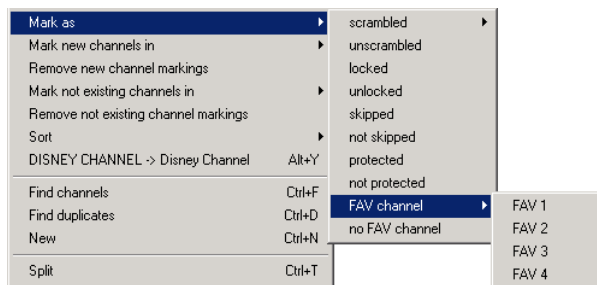 Mark as
Mark new channels in
Remove new channel markings
Mark not existing channels in
Remove not existing channel markings
Sort
DISNEY CHANNEL -> Disney Channel Alt+Y
Find channels Ctrl+F
Find duplicates Ctrl+D
New Ctrl+N
Split Ctrl+T
scrambled
unscrambled
locked
unlocked
skipped
not skipped
protected
not protected
FAV channel
no FAV channel
FAV 1
FAV 2
FAV 3
FAV 4